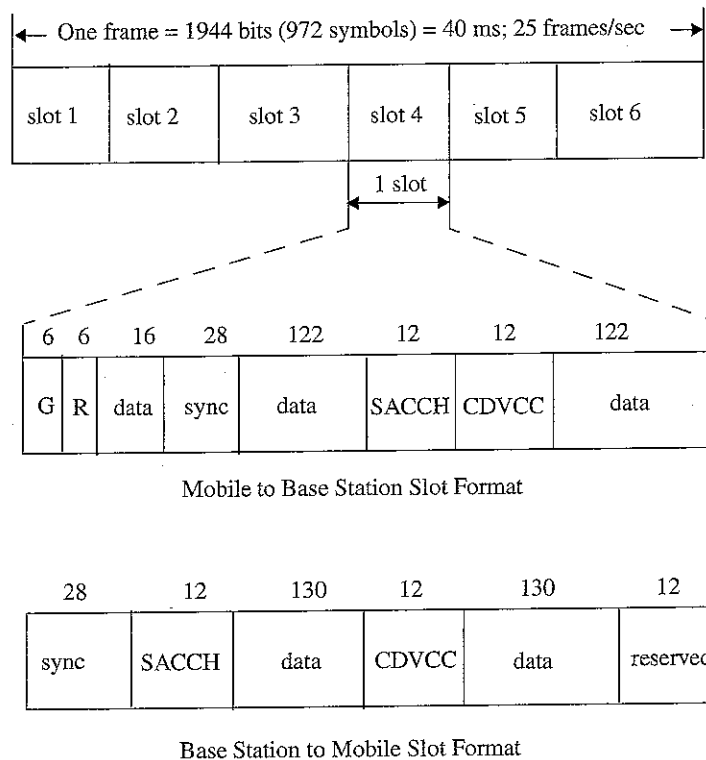 One frame = 1944 bits (972 symbols) = 40 ms; 25 frames/sec
slot 1 slot 2 slot 3 slot 4 slot 5 slot 6
1 slot
6 6 16 28 122 12 12 122
G R data sync data SACCH CDVCC data
Mobile to Base Station Slot Format
28 12 130 12 130 12
sync SACCH data CDVCC data reserved
Base Station to Mobile Slot Format